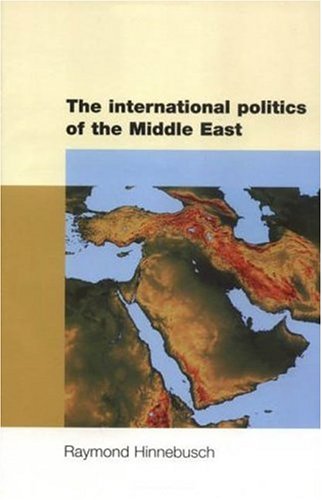 The international politics
of the Middle East
Raymond Hinnebusch